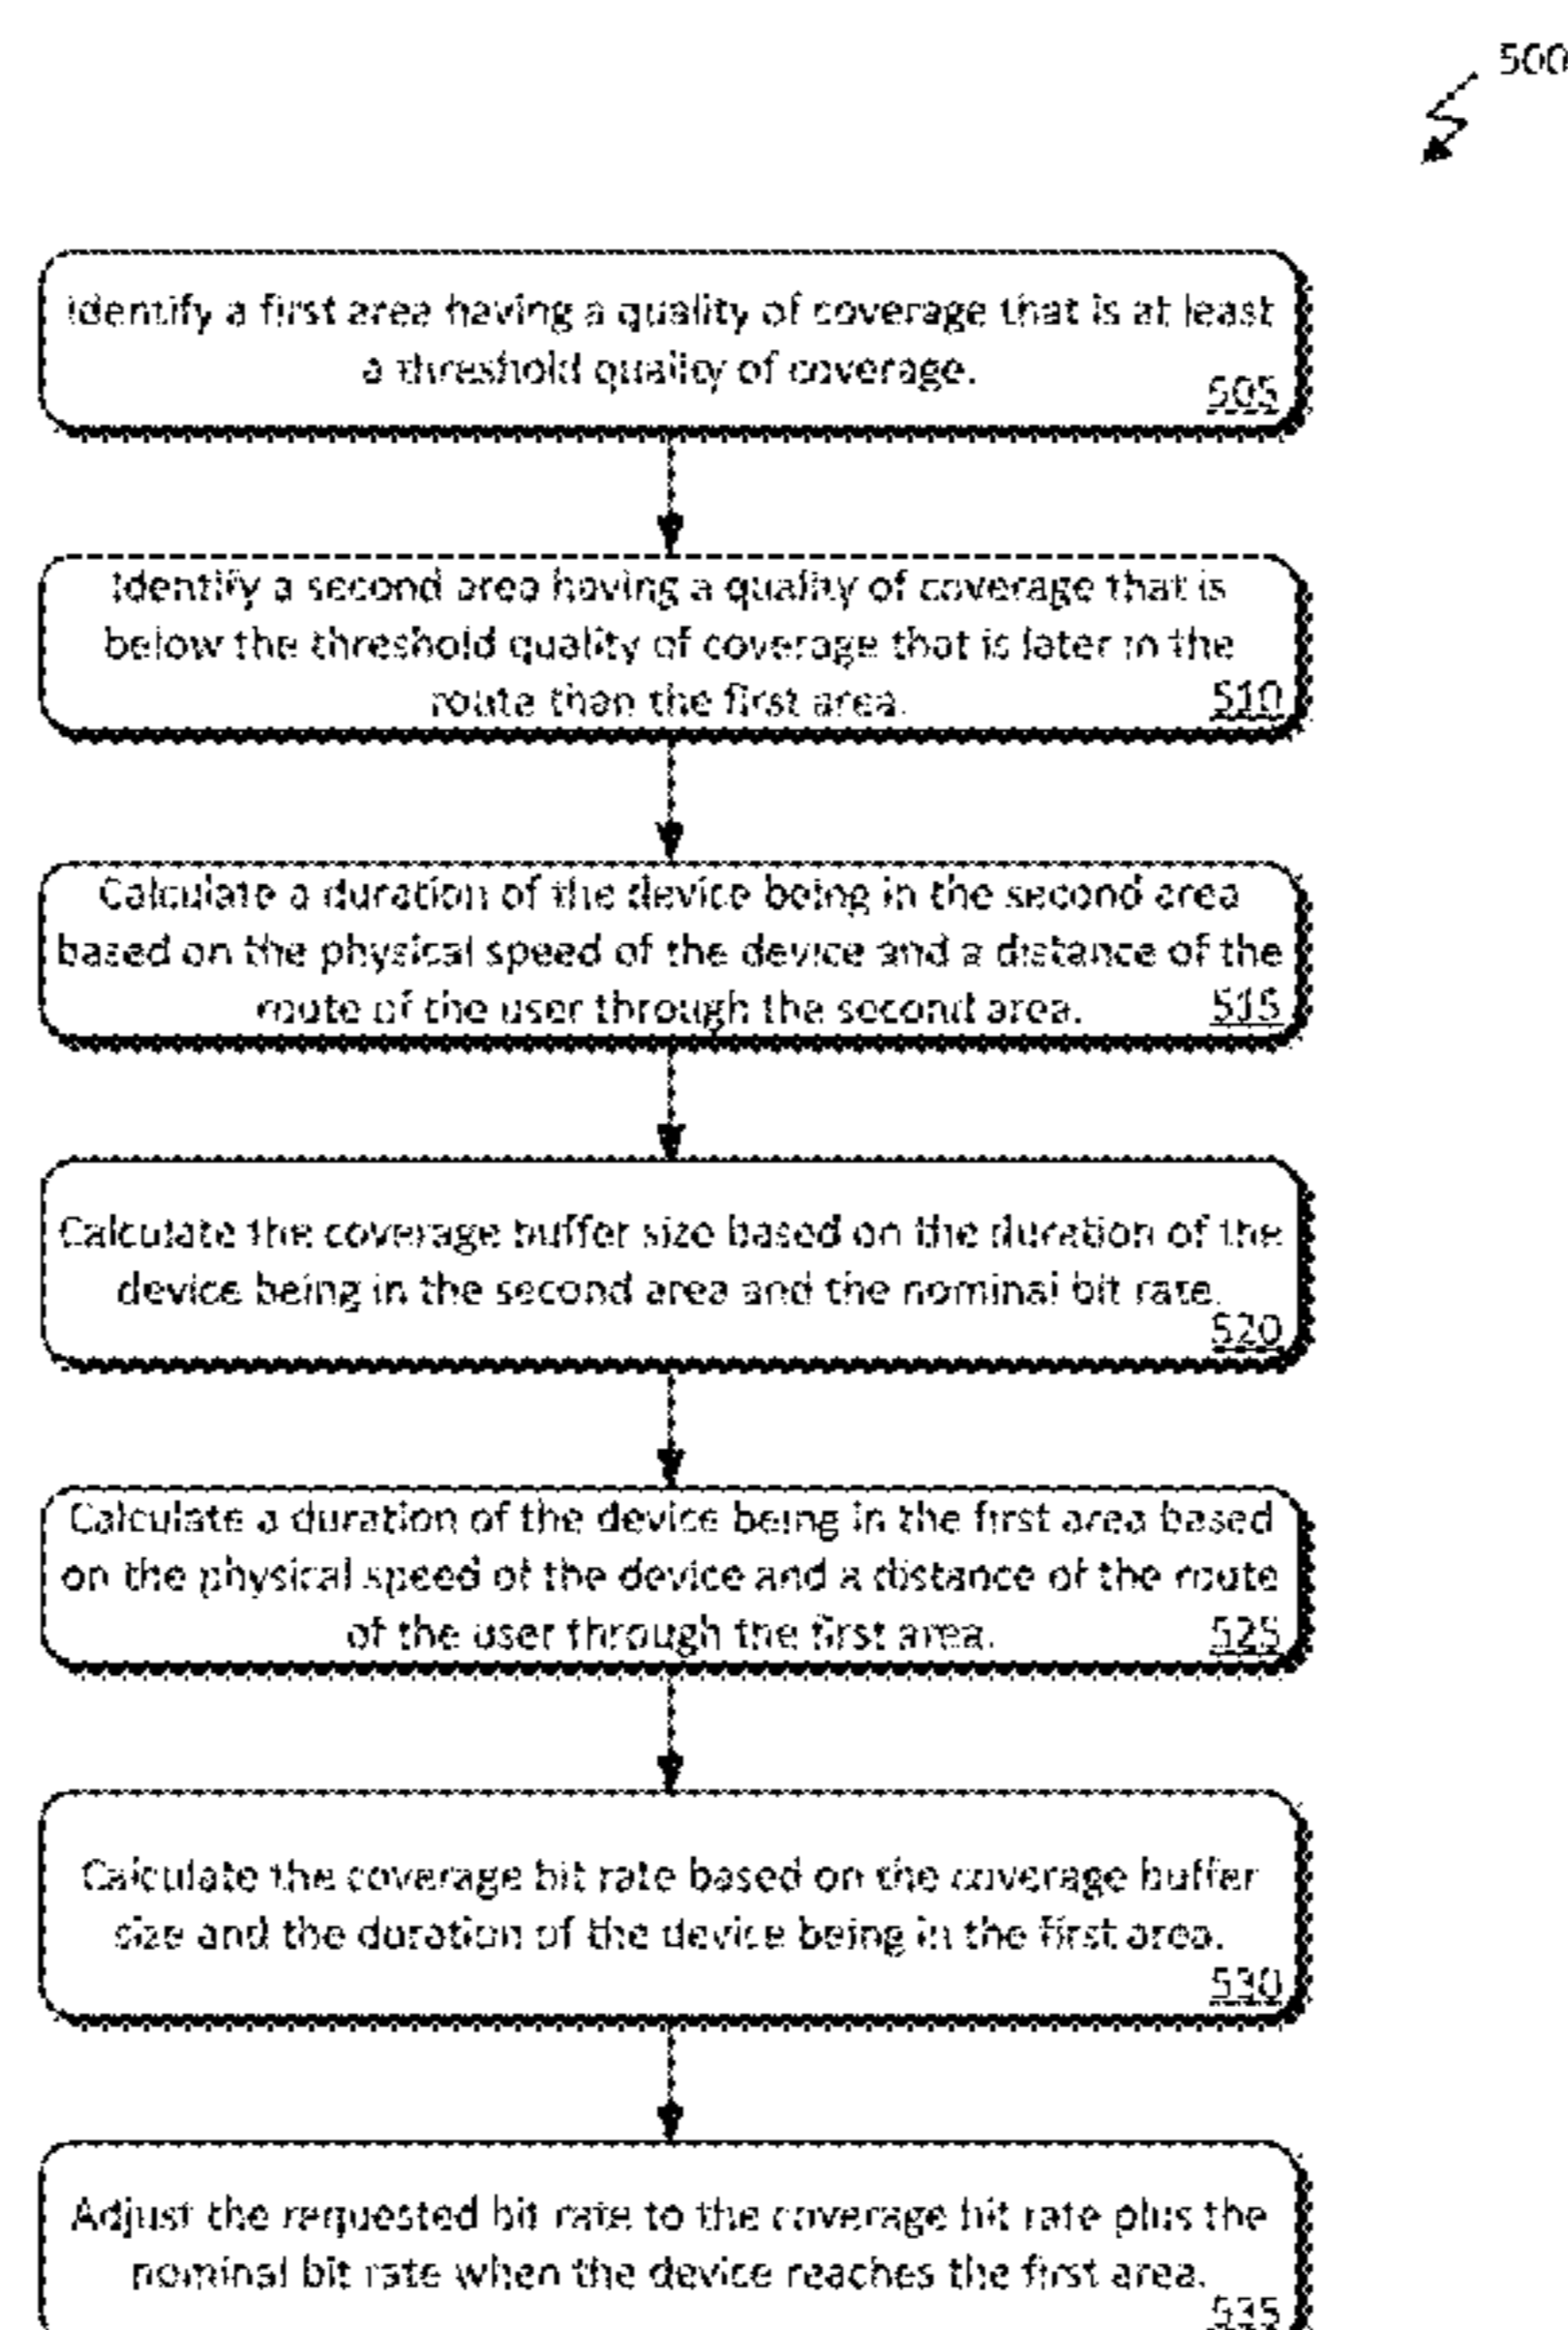 500
Identify a first area having a quality of coverage that is at least
a threshold quality of coverage.
505
Identify a second area having a quality of coverage that is
below the threshold quality of coverage that is later in the
route than the first area.
510
Calculate a duration of the device being in the second area
based on the physical speed of the device and a distance of the
route of the user through the second area.
515
Calculate the coverage buffer size based on the duration of the
device being in the second area and the nominal bit rate.
520
Calculate a duration of the device being in the first area based
on the physical speed of the device and a distance of the route
of the user through the first area.
525
Calculate the coverage bit rate based on the coverage buffer
size and the duration of the device being in the first area.
530
Adjust the requested bit rate to the coverage bit rate plus the
nominal bit rate when the device reaches the first area.
535